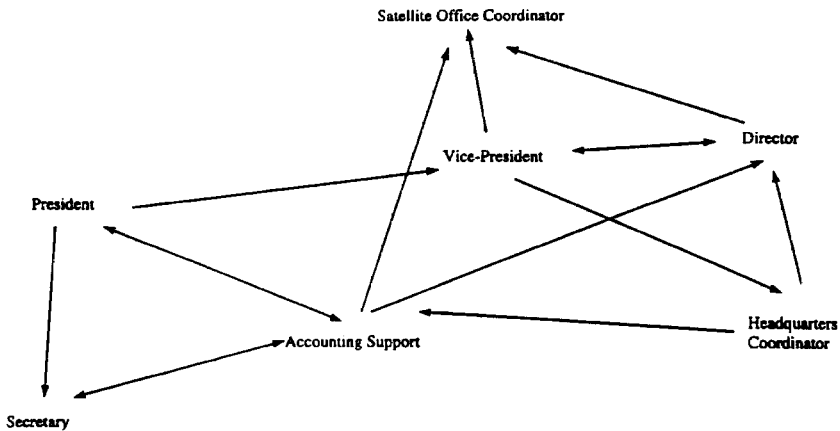 Satellite Office Coordinator
Director
Vice-President
President
Headquarters
Coordinator
Accounting Support
Secretary